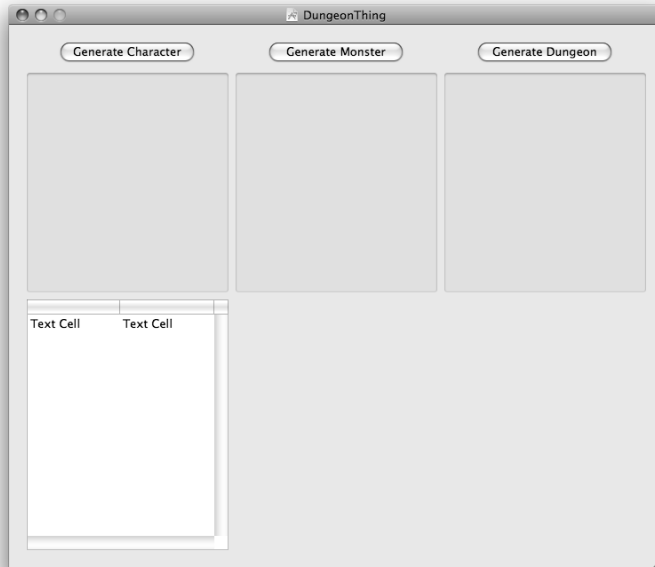 DungeonThing
Generate Character
Generate Monster
Generate Dungeon
Text Cell
Text Cell